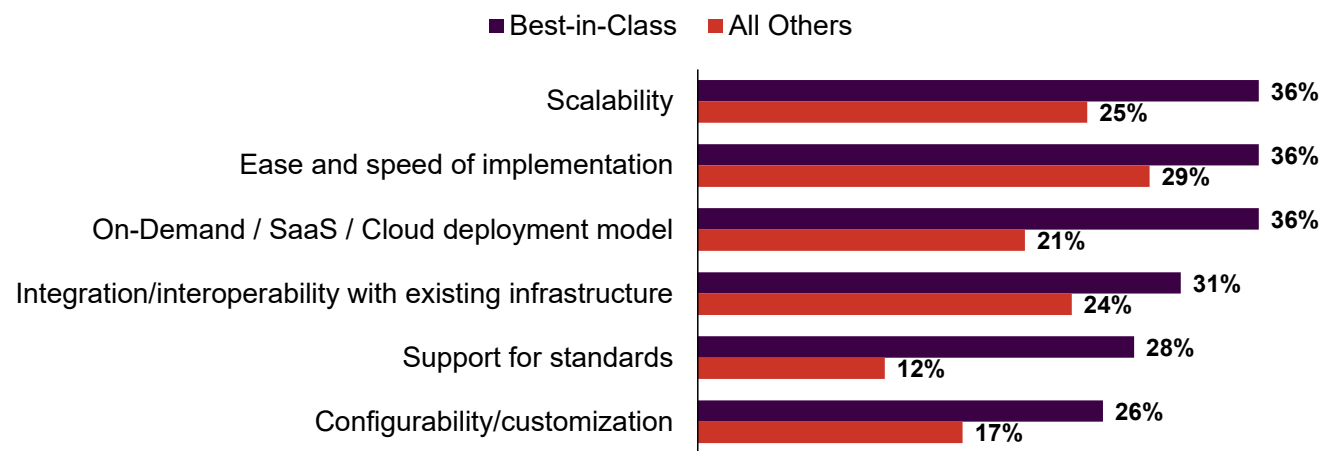 Best-in-Class All Others
Scalability 36%
25%
Ease and speed of implementation 36%
29%
On-Demand / SaaS / Cloud deployment model 36%
21%
Integration/interoperability with existing infrastructure 31%
24%
Support for standards 28%
12%
Configurability/customization 26%
17%